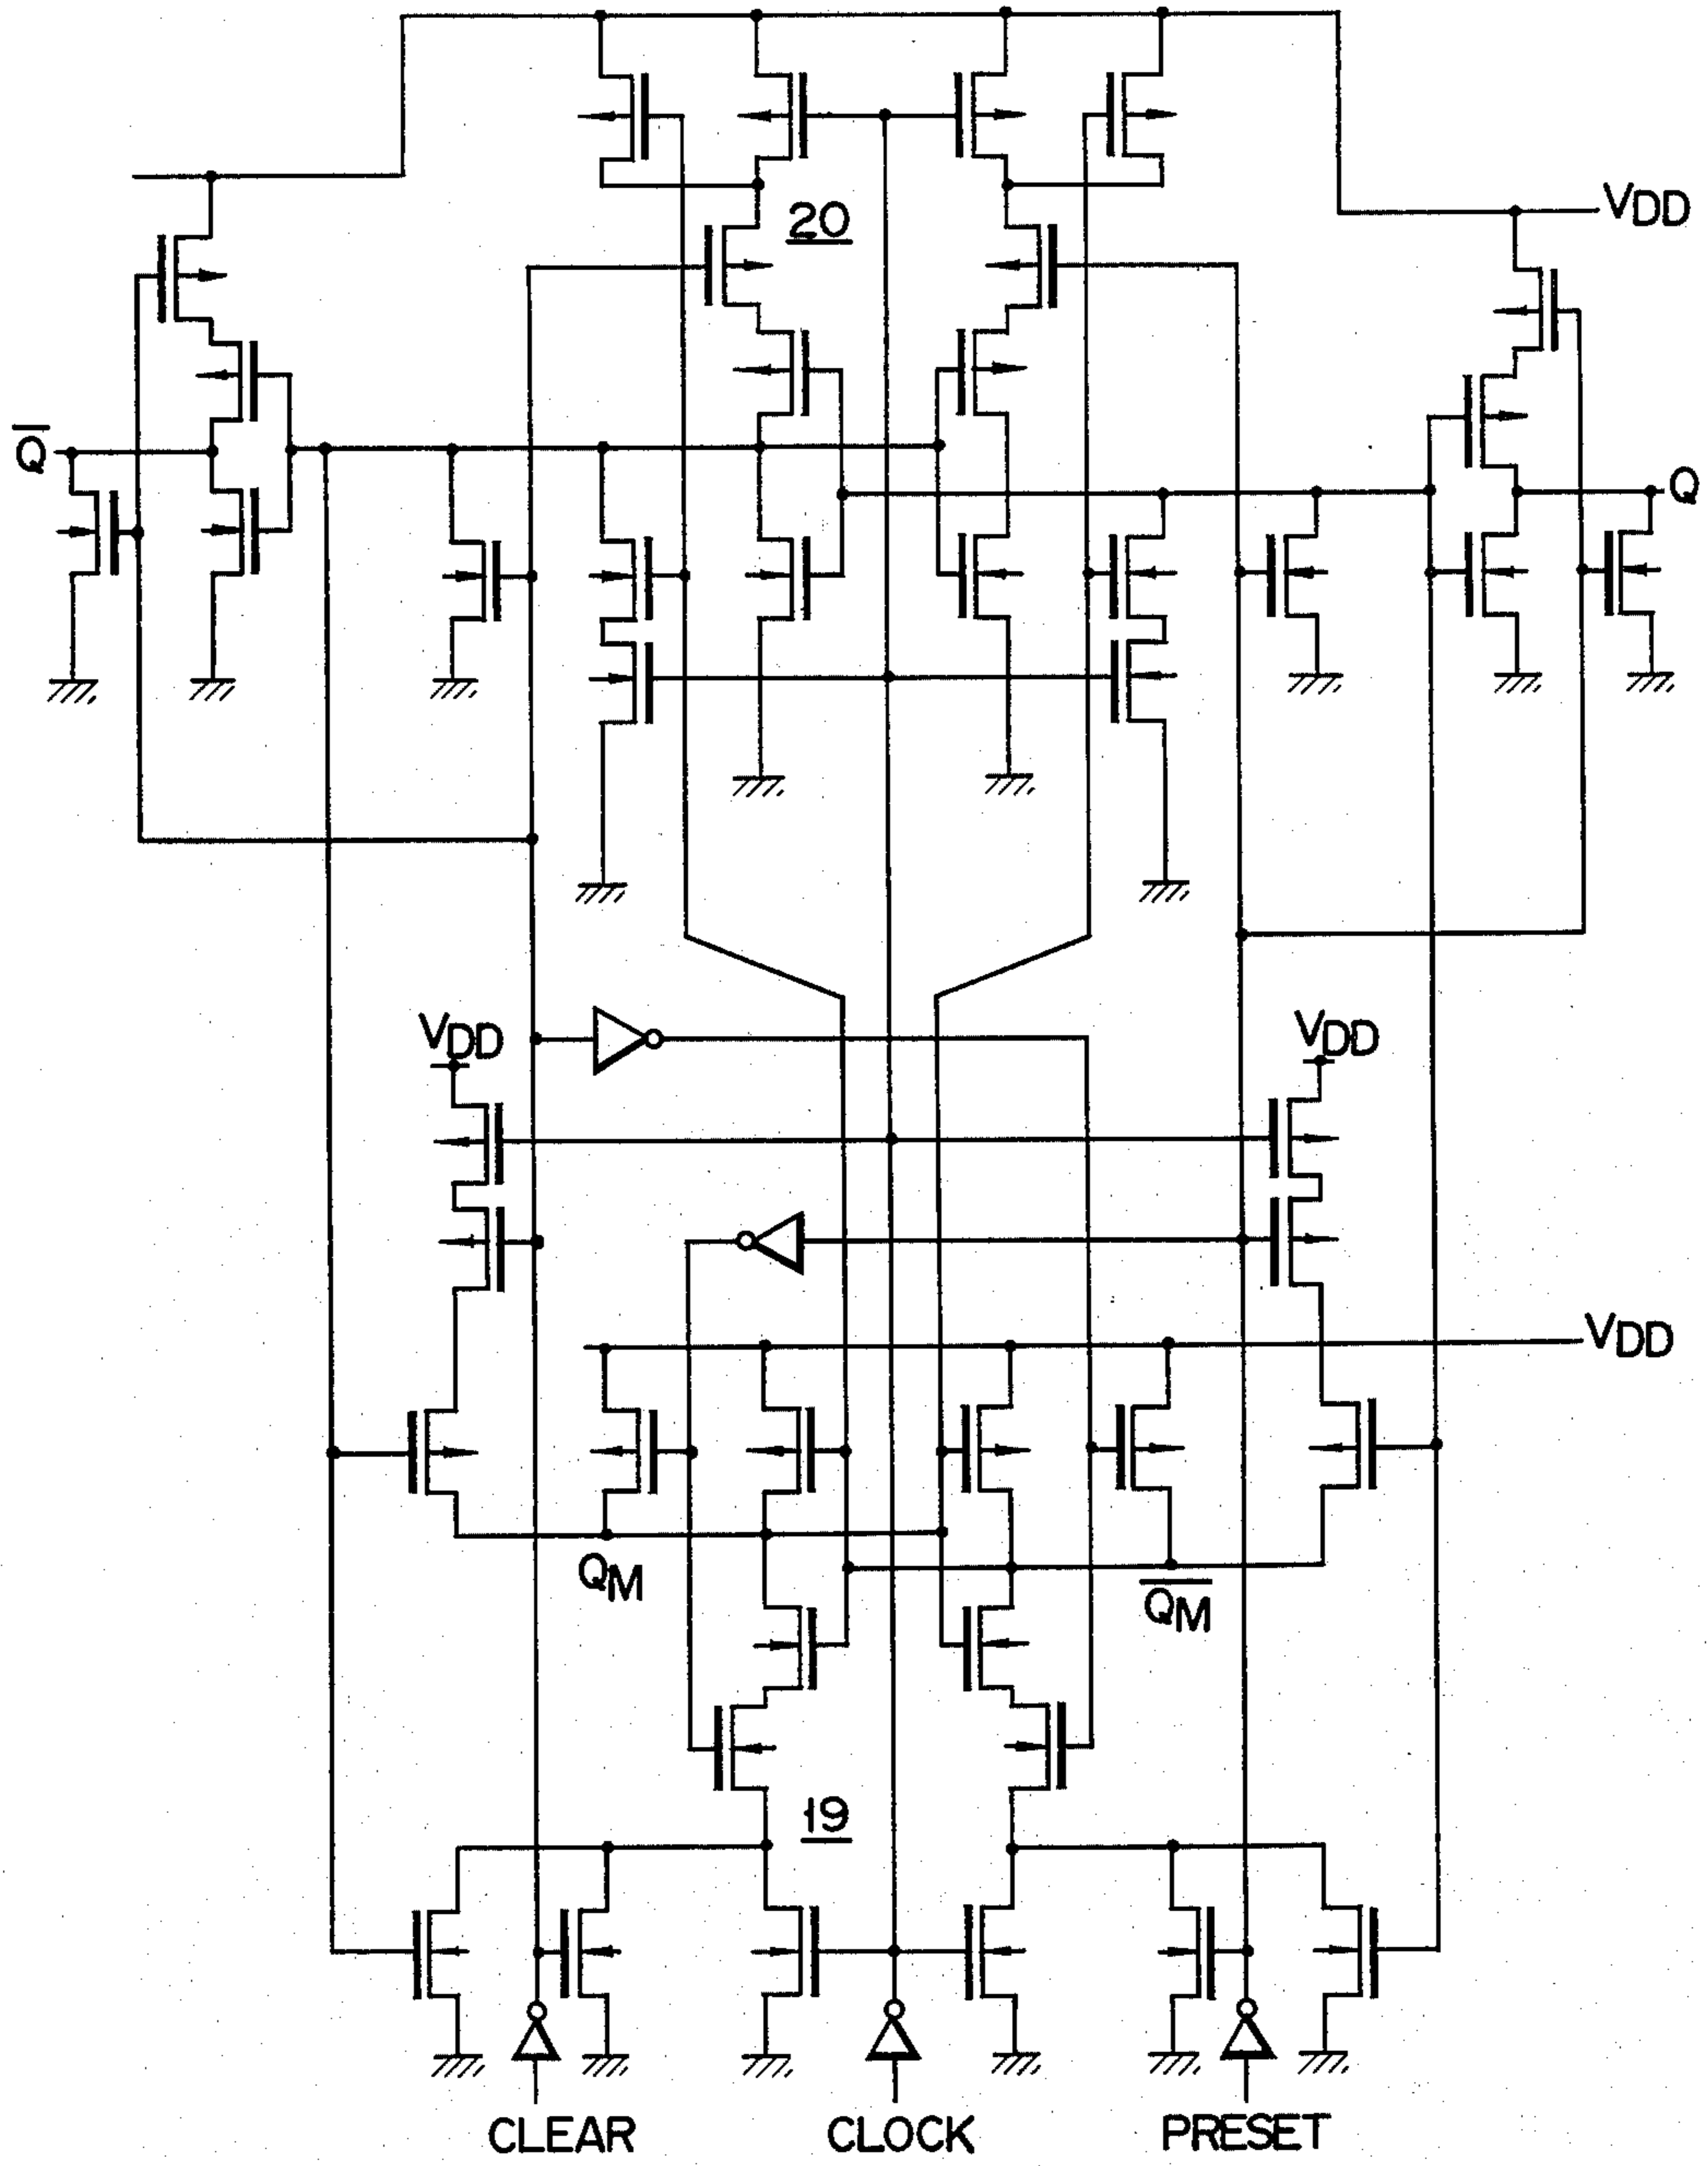 VDD
20
Q̅
Q
VDD
VDD
VDD
QM
Q̅M̅
19
CLEAR
CLOCK
PRESET